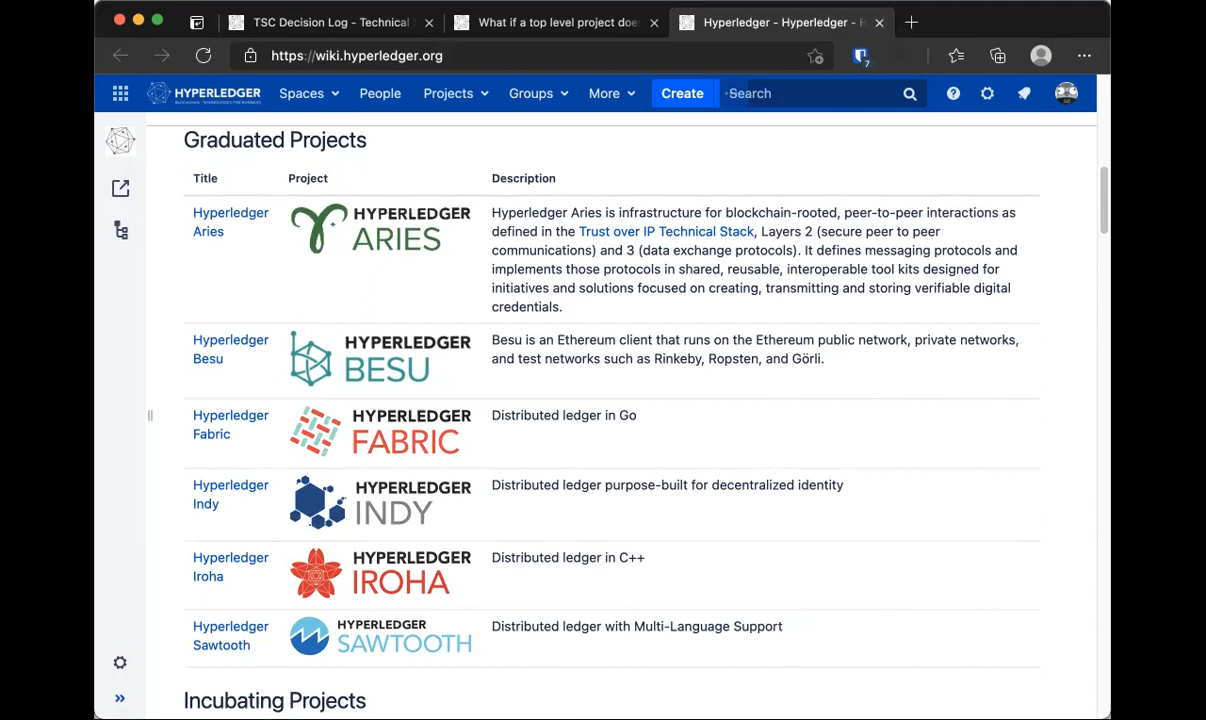 TSC Decision Log - Technical
What if a top level project doe
Hyperledger - Hyperledger - H
https://wiki.hyperledger.org
7
HYPERLEDGER
BLOCKCHAIN TECHNOLOGIES FOR BUSINESS
Spaces
People
Projects
Groups
More
Create
Search
Graduated Projects
Title
Project
Description
Hyperledger
Aries
HYPERLEDGER
ARIES
Hyperledger Aries is infrastructure for blockchain-rooted, peer-to-peer interactions as
defined in the Trust over IP Technical Stack, Layers 2 (secure peer to peer
communications) and 3 (data exchange protocols). It defines messaging protocols and
implements those protocols in shared, reusable, interoperable tool kits designed for
initiatives and solutions focused on creating, transmitting and storing verifiable digital
credentials.
Hyperledger
Besu
HYPERLEDGER
BESU
Besu is an Ethereum client that runs on the Ethereum public network, private networks,
and test networks such as Rinkeby, Ropsten, and Görli.
Hyperledger
Fabric
HYPERLEDGER
FABRIC
Distributed ledger in Go
Hyperledger
Indy
HYPERLEDGER
INDY
Distributed ledger purpose-built for decentralized identity
Hyperledger
Iroha
HYPERLEDGER
IROHA
Distributed ledger in C++
Hyperledger
Sawtooth
HYPERLEDGER
SAWTOOTH
Distributed ledger with Multi-Language Support
Incubating Projects